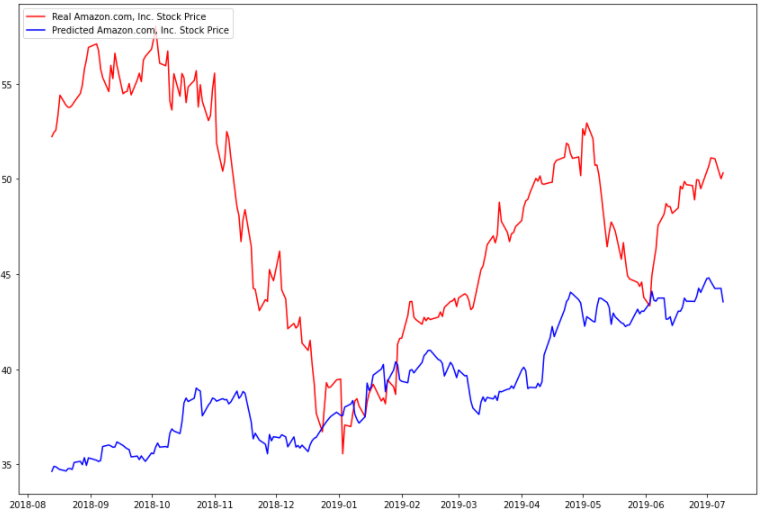 Real Amazon.com, Inc. Stock Price
Predicted Amazon.com, Inc. Stock Price
55
50
45
40
35
2018-08 2018-09 2018-10 2018-11 2018-12 2019-01 2019-02 2019-03 2019-04 2019-05 2019-06 2019-07